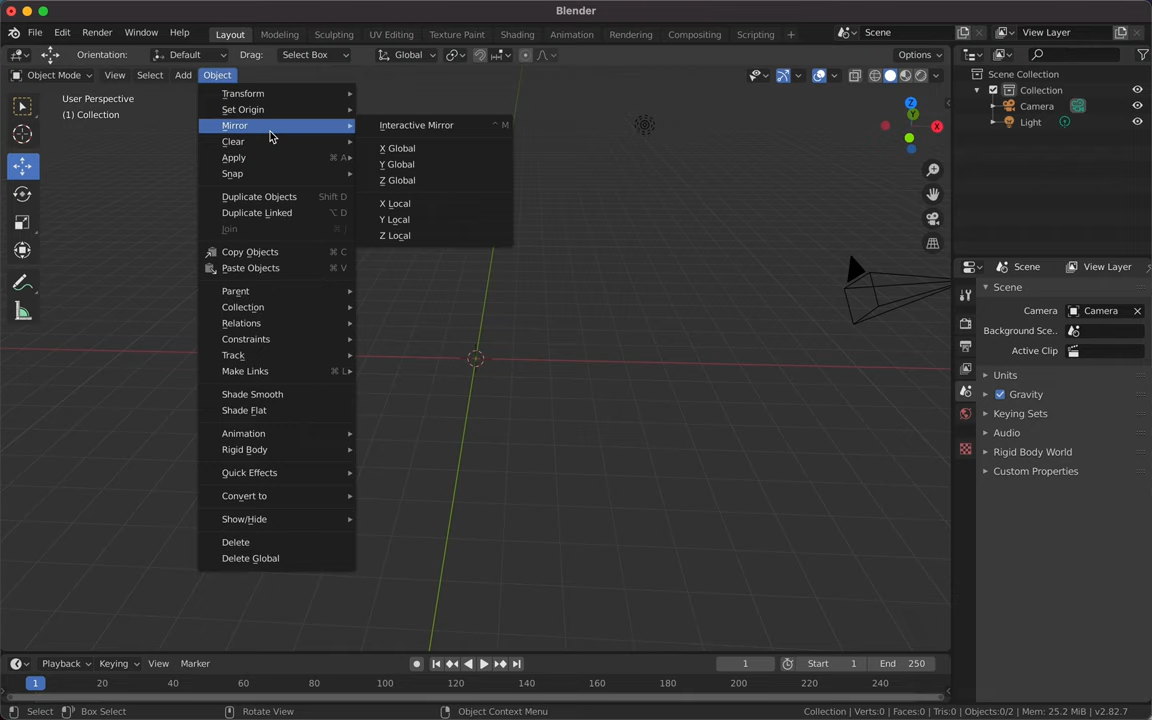 Blender
File Edit Render Window Help Layout Modeling Sculpting UV Editing Texture Paint Shading Animation Rendering Compositing Scripting + Scene View Layer
Orientation: Default Drag: Select Box Global Options
Object Mode View Select Add Object
User Perspective
(1) Collection
Transform
Set Origin
Mirror
Clear
Apply ⌘ A
Snap
Duplicate Objects Shift D
Duplicate Linked ⌥ D
Join ⌘ J
Copy Objects ⌘ C
Paste Objects ⌘ V
Parent
Collection
Relations
Constraints
Track
Make Links ⌘ L
Shade Smooth
Shade Flat
Animation
Rigid Body
Quick Effects
Convert to
Show/Hide
Delete
Delete Global
Interactive Mirror ^ M
X Global
Y Global
Z Global
X Local
Y Local
Z Local
Z
Y
X
Scene Collection
Collection
Camera
Light
Scene View Layer
Scene
Camera Camera
Background Sce..
Active Clip
Units
Gravity
Keying Sets
Audio
Rigid Body World
Custom Properties
Playback Keying View Marker 1 Start 1 End 250
1 20 40 60 80 100 120 140 160 180 200 220 240
Select Box Select Rotate View Object Context Menu Collection | Verts:0 | Faces:0 | Tris:0 | Objects:0/2 | Mem: 25.2 MiB | v2.82.7